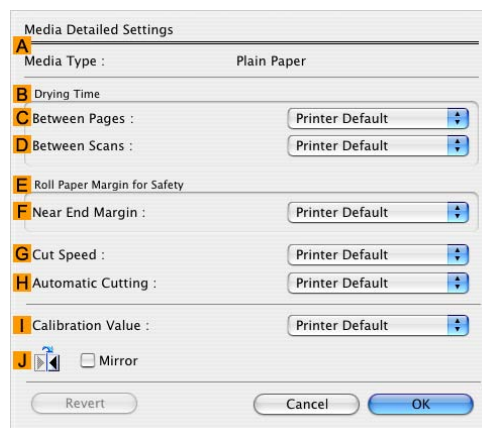 Media Detailed Settings
A
Media Type : Plain Paper
B Drying Time
C Between Pages : Printer Default
D Between Scans : Printer Default
E Roll Paper Margin for Safety
F Near End Margin : Printer Default
G Cut Speed : Printer Default
H Automatic Cutting : Printer Default
I Calibration Value : Printer Default
J Mirror
Revert Cancel OK